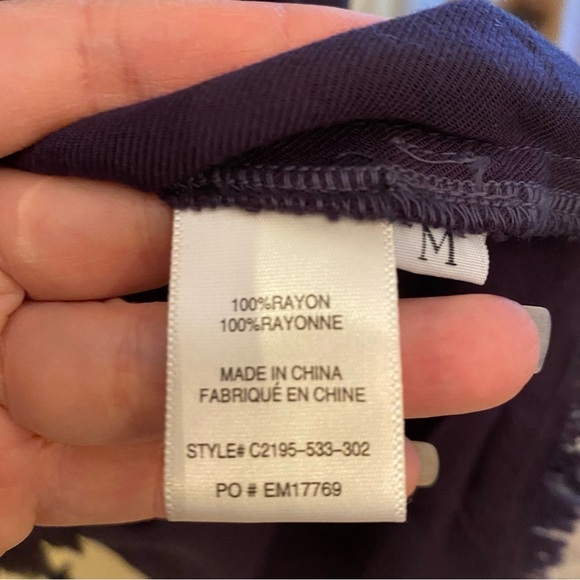 M
100%RAYON
100%RAYONNE
MADE IN CHINA
FABRIQUÉ EN CHINE
STYLE# C2195-533-302
PO # EM17769